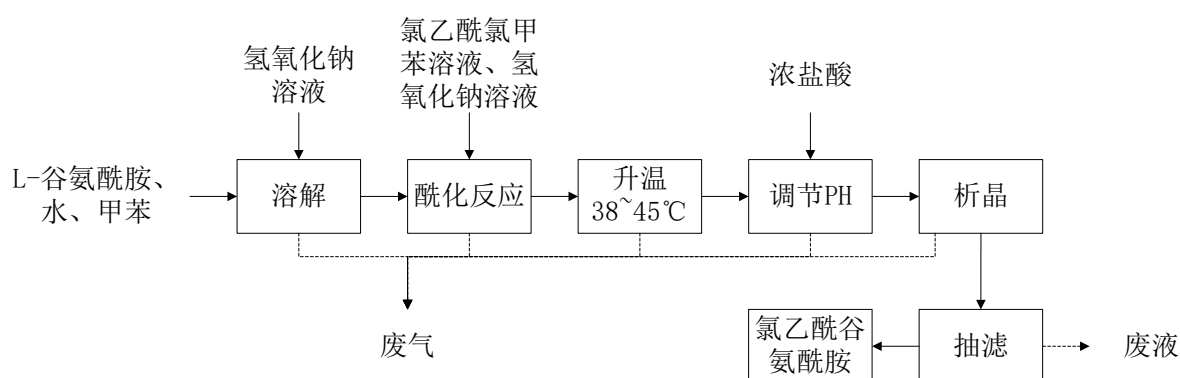 氢氧化钠
溶液
氯乙酰氯甲
苯溶液、氢
氧化钠溶液
浓盐酸
L-谷氨酰胺、
水、甲苯
溶解
酰化反应
升温
38~45℃
调节PH
析晶
废气
氯乙酰谷
氨酰胺
抽滤
废液